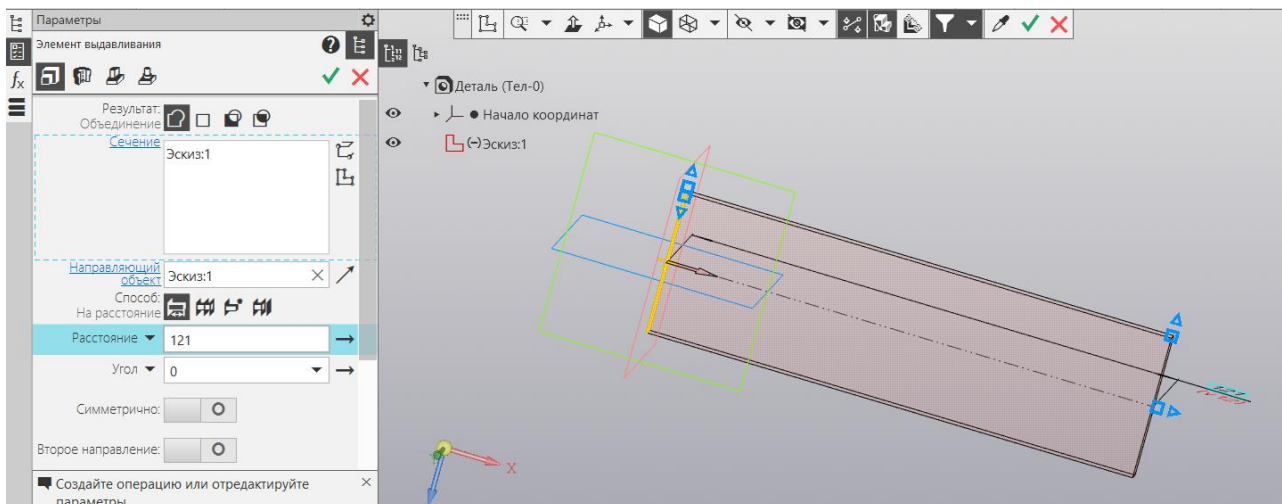 Параметры
Элемент выдавливания
Результат:
Объединение
Сечение
Эскиз:1
Направляющий
объект
Эскиз:1
Способ:
На расстояние
Расстояние
121
Угол
0
Симметрично:
Второе направление:
Создайте операцию или отредактируйте
параметры
Деталь (Тел-0)
Начало координат
(-)Эскиз:1
X